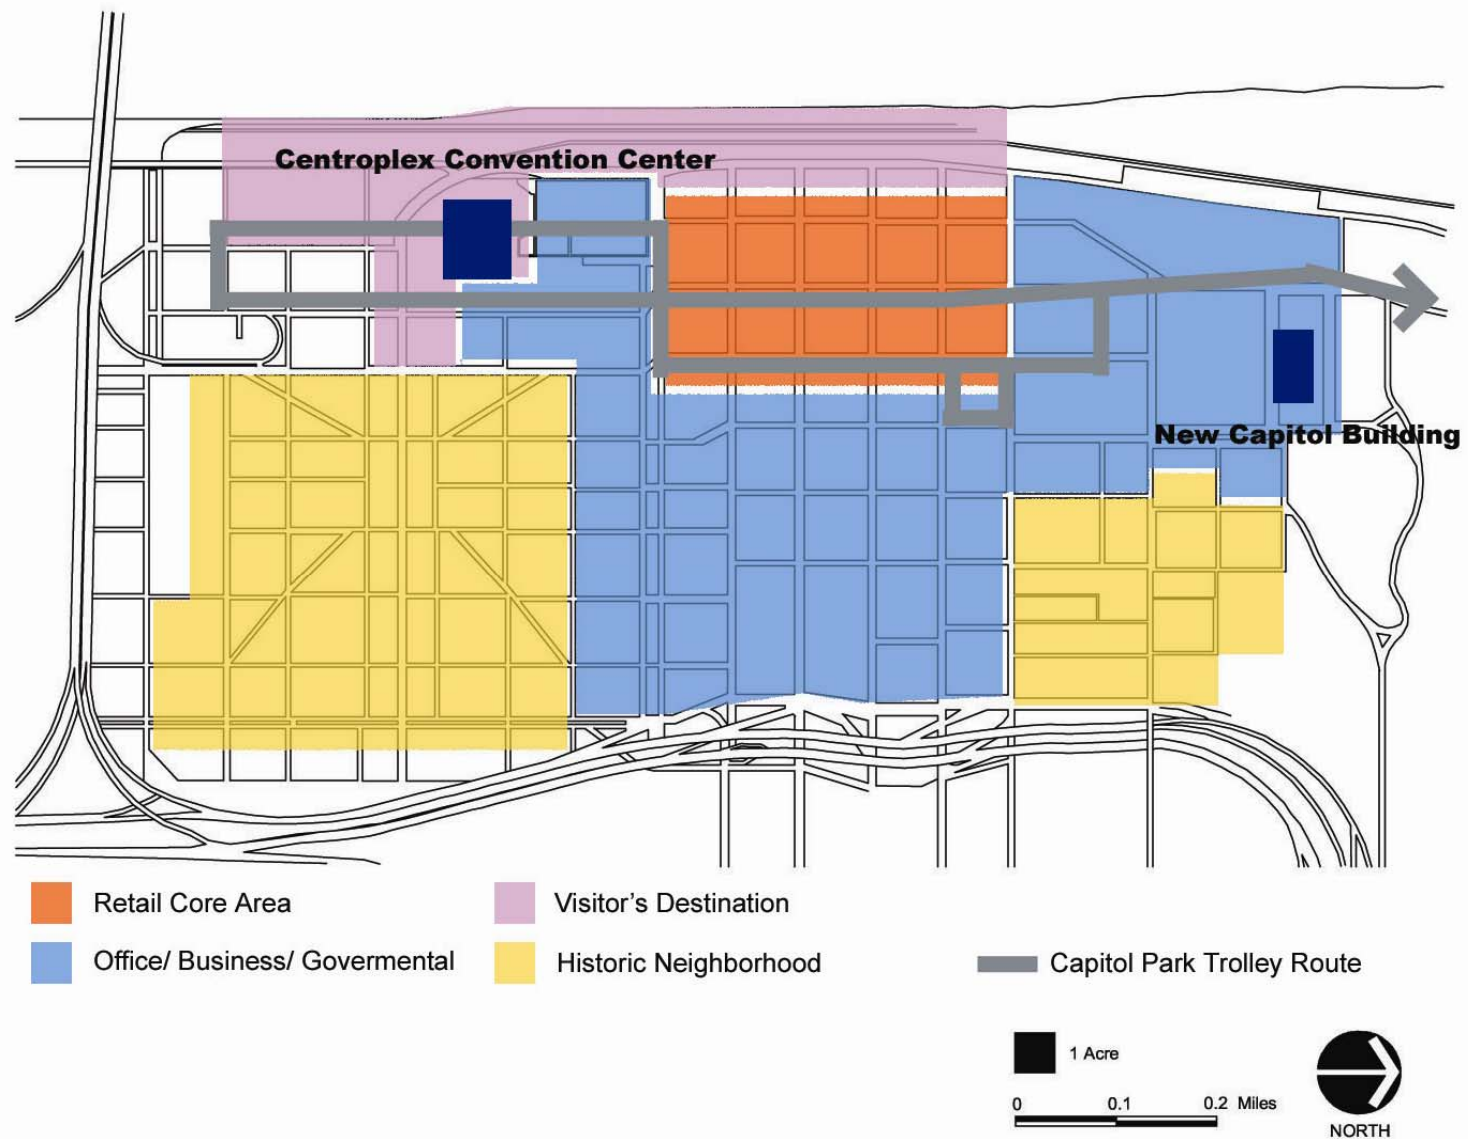 Centroplex Convention Center
New Capitol Building
Retail Core Area
Visitor's Destination
Office/ Business/ Govermental
Historic Neighborhood
Capitol Park Trolley Route
1 Acre
0 0.1 0.2 Miles
NORTH